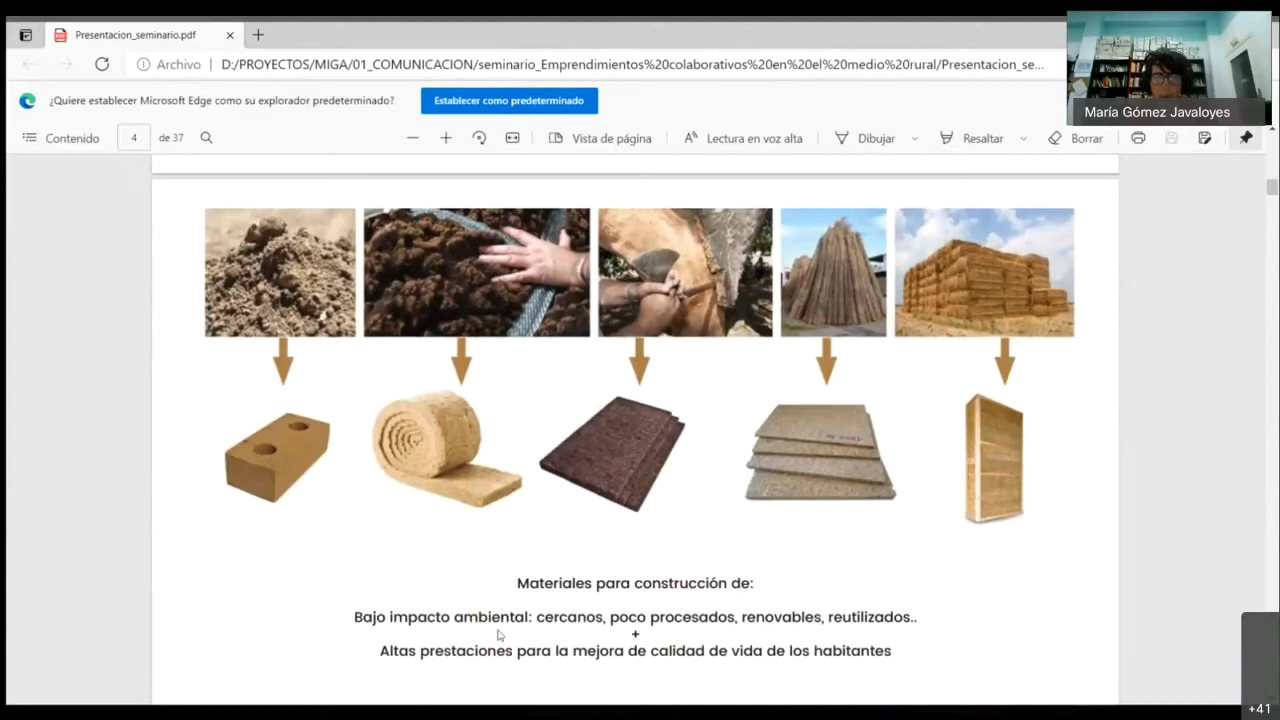 Presentacion_seminario.pdf
Archivo
D:/PROYECTOS/MIGA/01_COMUNICACION/seminario_Emprendimientos%20colaborativos%20en%20el%20medio%20rural/Presentacion_se...
María Gómez Javaloyes
¿Quiere establecer Microsoft Edge como su explorador predeterminado?
Establecer como predeterminado
Contenido
4
de 37
Vista de página
Lectura en voz alta
Dibujar
Resaltar
Borrar
Materiales para construcción de:
Bajo impacto ambiental: cercanos, poco procesados, renovables, reutilizados..
+
Altas prestaciones para la mejora de calidad de vida de los habitantes
+41